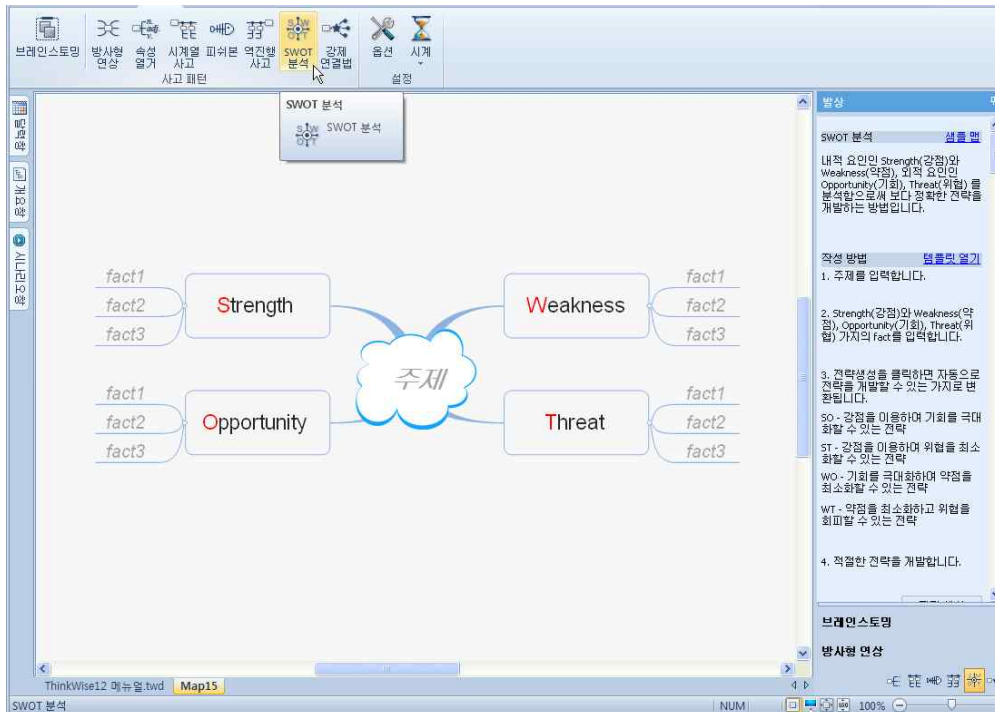 브레인스토밍
방사형 연상
속성 열거
시계열 사고
피쉬본
역진행 사고
SWOT 분석
강제 연결법
옵션
시계
사고 패턴
설정
SWOT 분석
SWOT 분석
달력맵
개요맵
시나리오맵
fact1
fact2
fact3
Strength
Weakness
fact1
fact2
fact3
주제
fact1
fact2
fact3
Opportunity
Threat
fact1
fact2
fact3
발상
SWOT 분석 샘플 맵
내적 요인인 Strength(강점)와
Weakness(약점), 외적 요인인
Opportunity(기회), Threat(위협) 를
분석함으로써 보다 정확한 전략을
개발하는 방법입니다.
작성 방법 템플릿 열기
1. 주제를 입력합니다.
2. Strength(강점)와 Weakness(약
점), Opportunity(기회), Threat(위
협) 가지의 fact를 입력합니다.
3. 전략생성을 클릭하면 자동으로
전략을 개발할 수 있는 가지로 변
환됩니다.
SO - 강점을 이용하여 기회를 극대
화할 수 있는 전략
ST - 강점을 이용하여 위협을 최소
화할 수 있는 전략
WO - 기회를 극대화하여 약점을
최소화할 수 있는 전략
WT - 약점을 최소화하고 위협을
회피할 수 있는 전략
4. 적절한 전략을 개발합니다.
브레인스토밍
방사형 연상
ThinkWise12 메뉴얼.twd Map15
SWOT 분석
NUM
100%